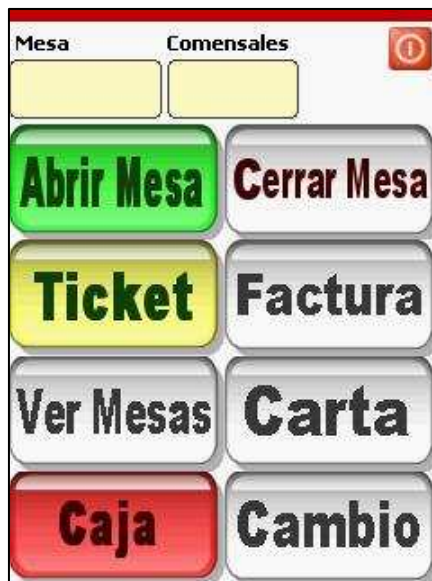 Mesa Comensales
Abrir Mesa Cerrar Mesa
Ticket Factura
Ver Mesas Carta
Caja Cambio